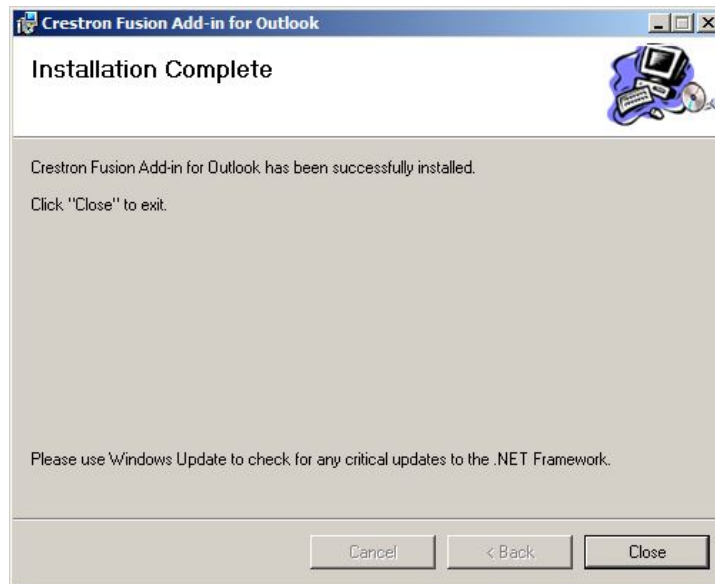 Crestron Fusion Add-in for Outlook
Installation Complete
Crestron Fusion Add-in for Outlook has been successfully installed.
Click "Close" to exit.
Please use Windows Update to check for any critical updates to the .NET Framework.
Cancel
< Back
Close